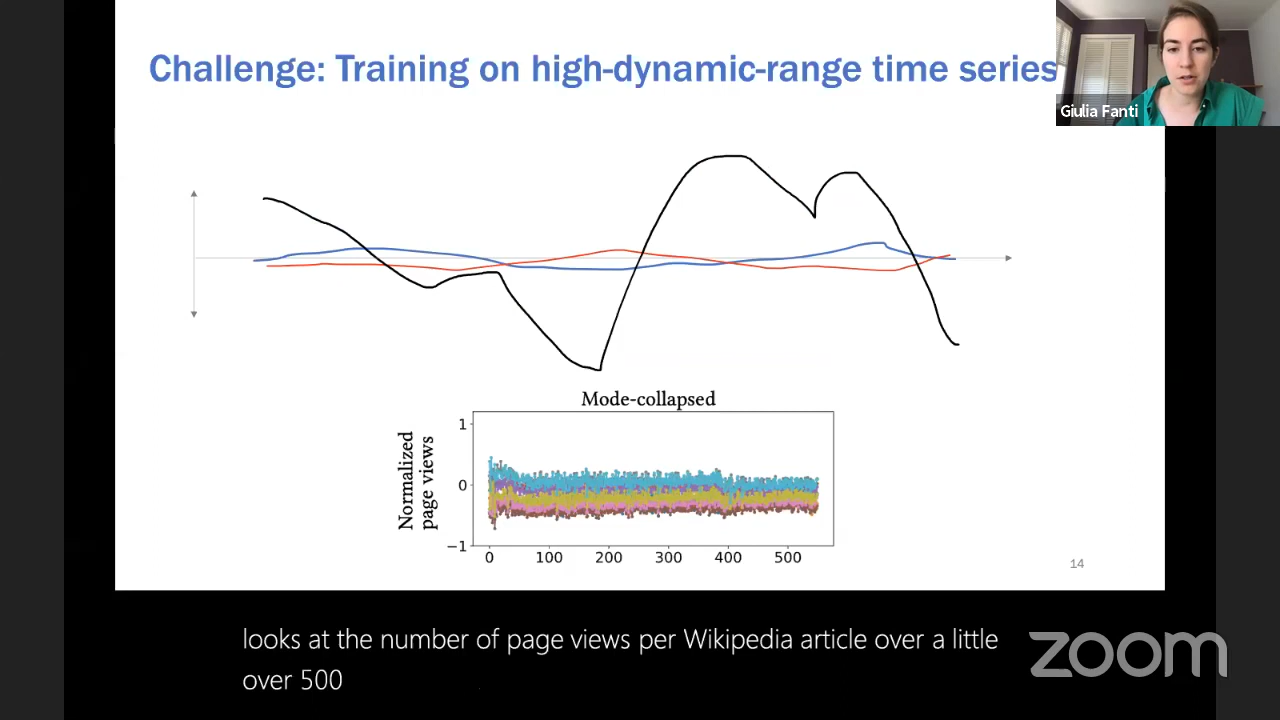 Challenge: Training on high-dynamic-range time series
Giulia Fanti
Mode-collapsed
Normalized
page views
1
0
−1
0 100 200 300 400 500
14
looks at the number of page views per Wikipedia article over a little
over 500
zoom